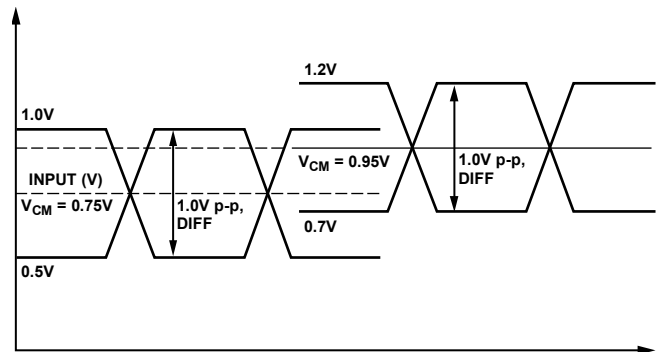 1.2V
1.0V
V_CM = 0.95V
1.0V p-p,
DIFF
INPUT (V)
V_CM = 0.75V
1.0V p-p,
DIFF
0.7V
0.5V